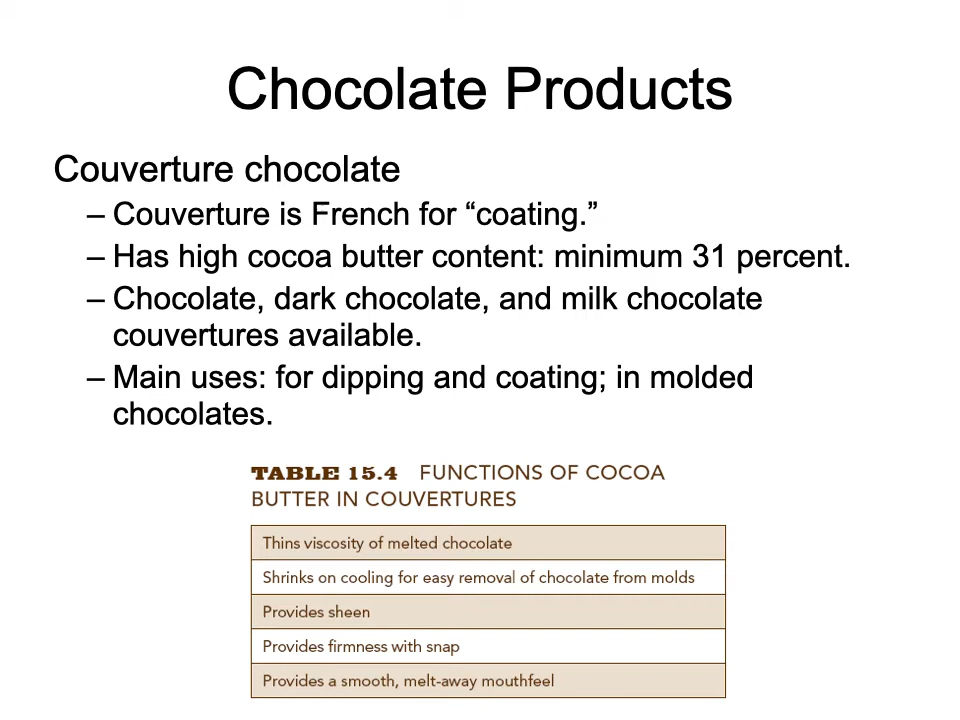 Chocolate Products
Couverture chocolate
– Couverture is French for “coating.”
– Has high cocoa butter content: minimum 31 percent.
– Chocolate, dark chocolate, and milk chocolate
couvertures available.
– Main uses: for dipping and coating; in molded
chocolates.
TABLE 15.4 FUNCTIONS OF COCOA
BUTTER IN COUVERTURES
Thins viscosity of melted chocolate
Shrinks on cooling for easy removal of chocolate from molds
Provides sheen
Provides firmness with snap
Provides a smooth, melt-away mouthfeel